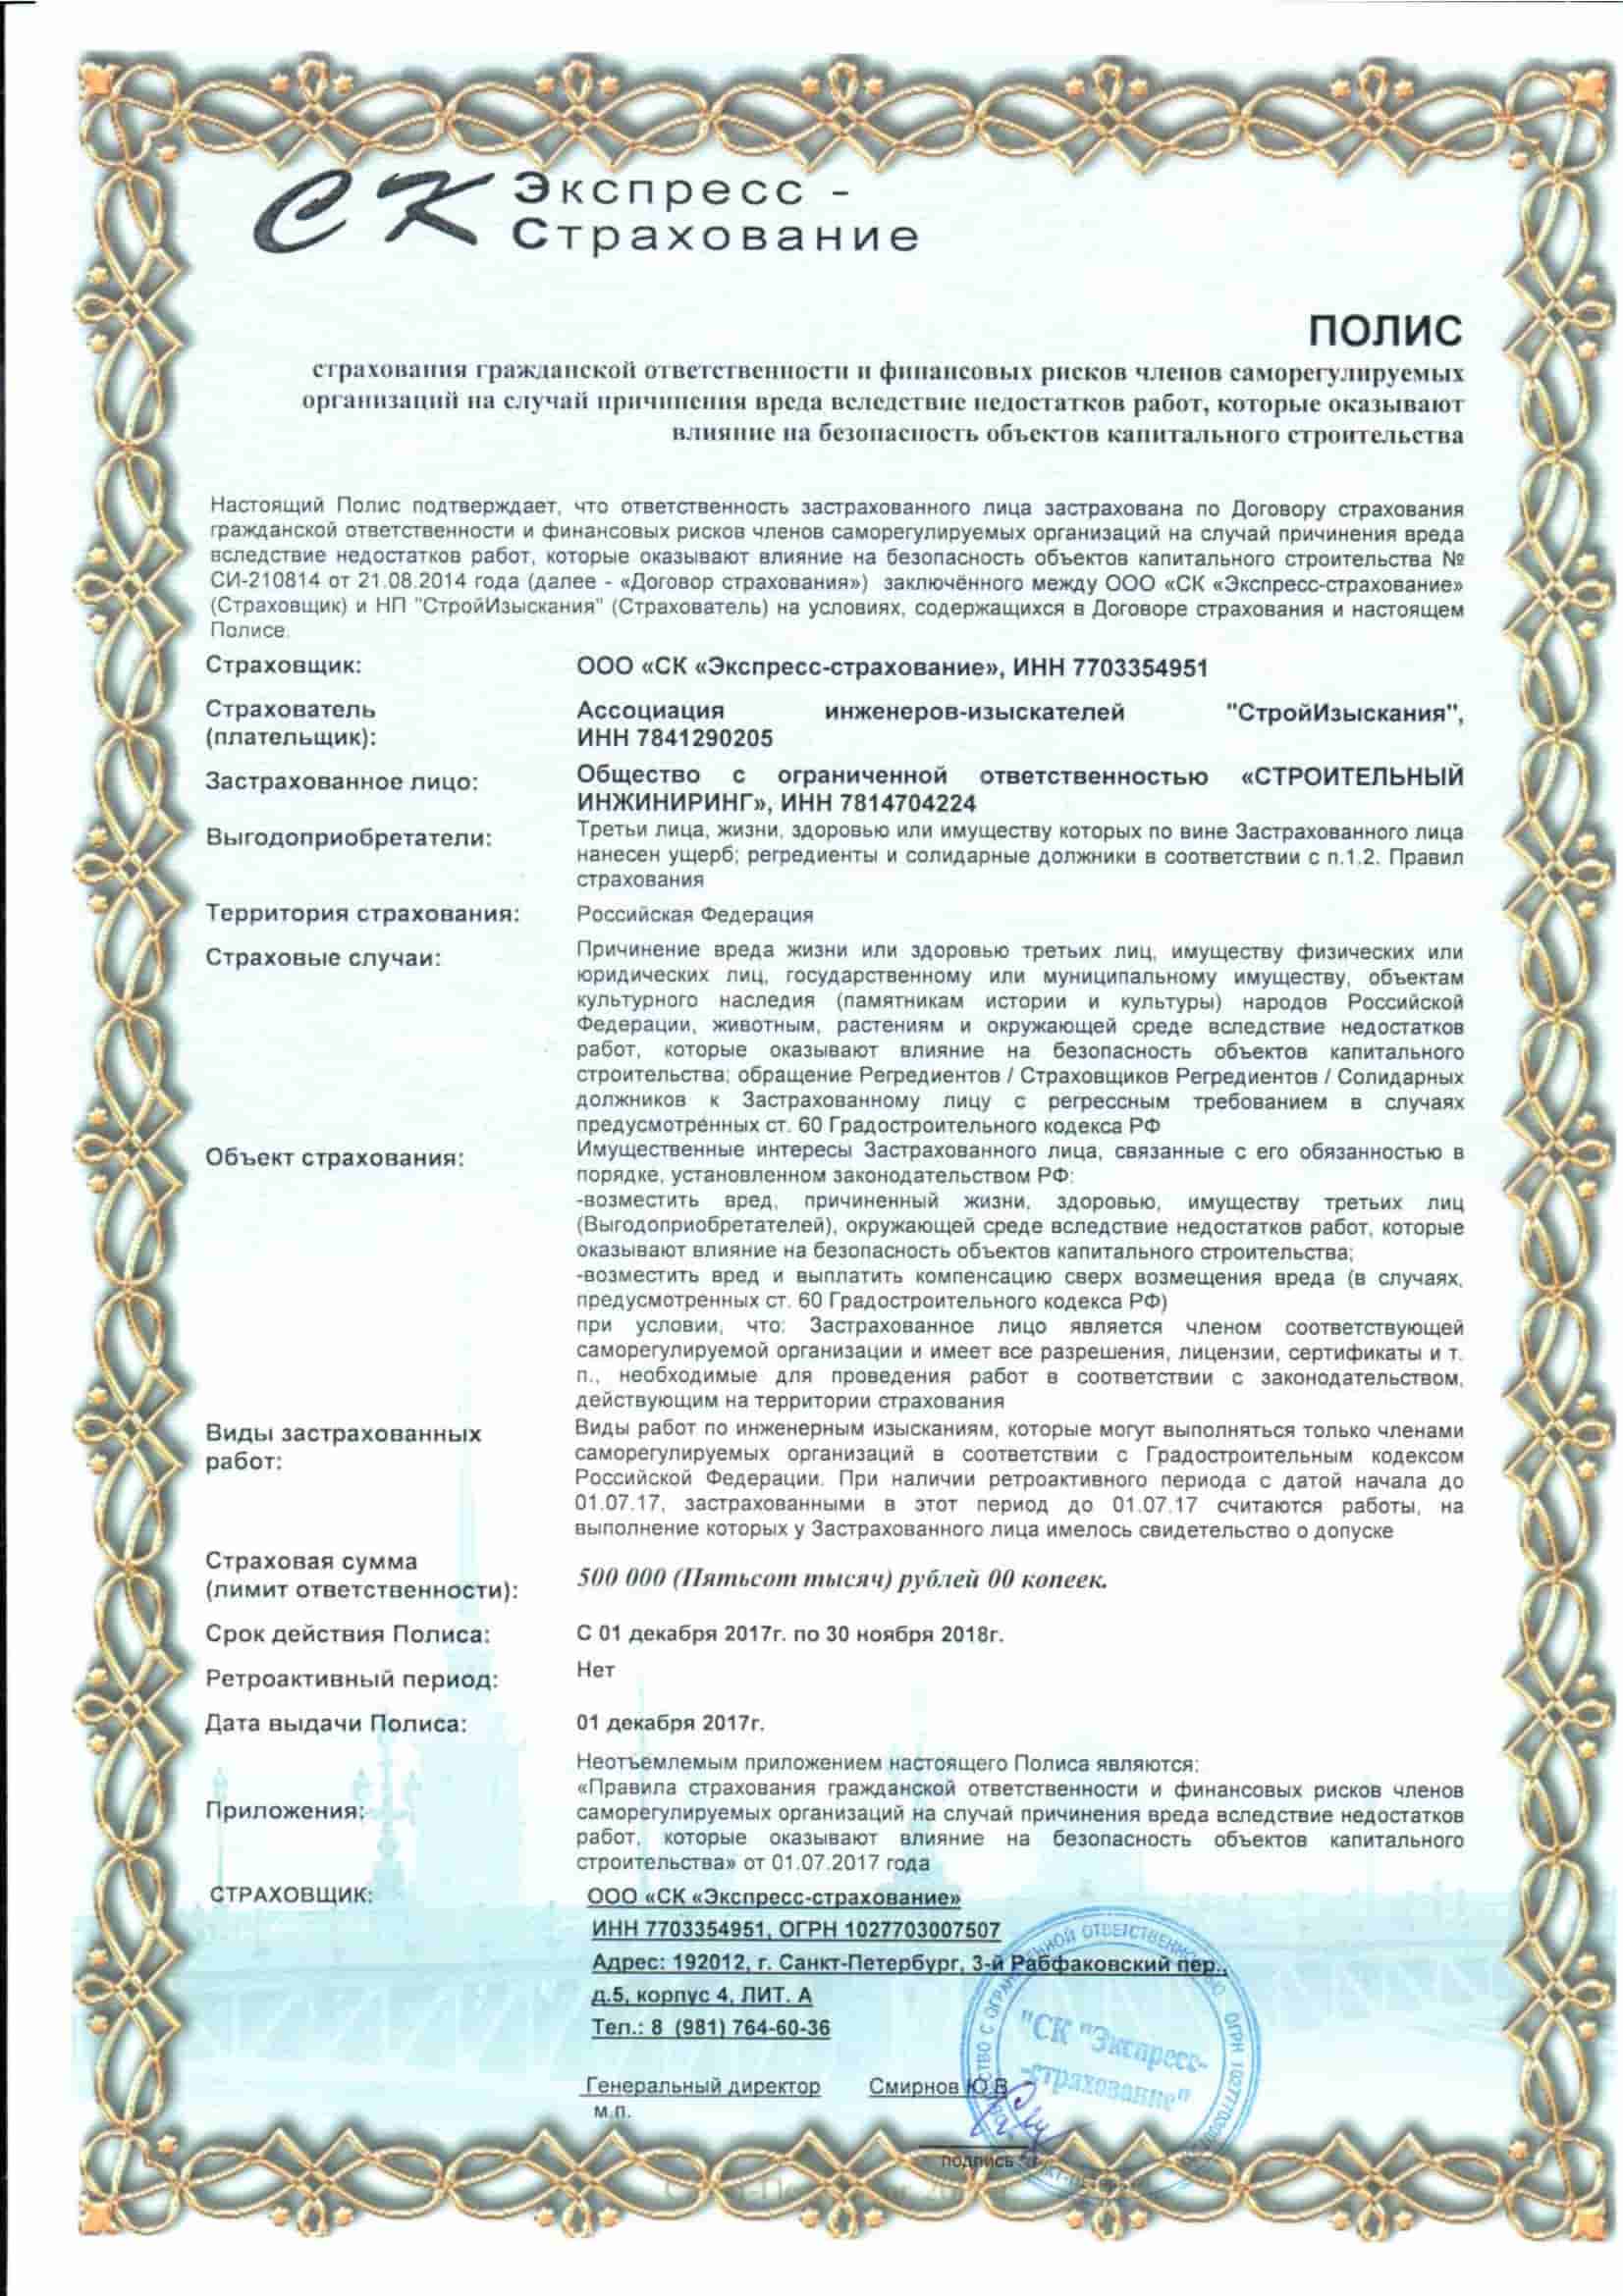 СК Экспресс -
Страхование
ПОЛИС
страхования гражданской ответственности и финансовых рисков членов саморегулируемых
организаций на случай причинения вреда вследствие недостатков работ, которые оказывают
влияние на безопасность объектов капитального строительства
Настоящий Полис подтверждает, что ответственность застрахованного лица застрахована по Договору страхования
гражданской ответственности и финансовых рисков членов саморегулируемых организаций на случай причинения вреда
вследствие недостатков работ, которые оказывают влияние на безопасность объектов капитального строительства №
СИ-210814 от 21.08.2014 года (далее - «Договор страхования») заключённого между ООО «СК «Экспресс-страхование»
(Страховщик) и НП "СтройИзыскания" (Страхователь) на условиях, содержащихся в Договоре страхования и настоящем
Полисе.
Страховщик:
ООО «СК «Экспресс-страхование», ИНН 7703354951
Страхователь
(плательщик):
Ассоциация инженеров-изыскателей "СтройИзыскания",
ИНН 7841290205
Застрахованное лицо:
Общество с ограниченной ответственностью «СТРОИТЕЛЬНЫЙ
ИНЖИНИРИНГ», ИНН 7814704224
Выгодоприобретатели:
Третьи лица, жизни, здоровью или имуществу которых по вине Застрахованного лица
нанесен ущерб; регредиенты и солидарные должники в соответствии с п.1.2. Правил
страхования
Территория страхования:
Российская Федерация
Страховые случаи:
Причинение вреда жизни или здоровью третьих лиц, имуществу физических или
юридических лиц, государственному или муниципальному имуществу, объектам
культурного наследия (памятникам истории и культуры) народов Российской
Федерации, животным, растениям и окружающей среде вследствие недостатков
работ, которые оказывают влияние на безопасность объектов капитального
строительства; обращение Регредиентов / Страховщиков Регредиентов / Солидарных
должников к Застрахованному лицу с регрессным требованием в случаях
предусмотренных ст. 60 Градостроительного кодекса РФ
Объект страхования:
Имущественные интересы Застрахованного лица, связанные с его обязанностью в
порядке, установленном законодательством РФ:
-возместить вред, причиненный жизни, здоровью, имуществу третьих лиц
(Выгодоприобретателей), окружающей среде вследствие недостатков работ, которые
оказывают влияние на безопасность объектов капитального строительства;
-возместить вред и выплатить компенсацию сверх возмещения вреда (в случаях,
предусмотренных ст. 60 Градостроительного кодекса РФ)
при условии, что: Застрахованное лицо является членом соответствующей
саморегулируемой организации и имеет все разрешения, лицензии, сертификаты и т.
п., необходимые для проведения работ в соответствии с законодательством,
действующим на территории страхования
Виды застрахованных
работ:
Виды работ по инженерным изысканиям, которые могут выполняться только членами
саморегулируемых организаций в соответствии с Градостроительным кодексом
Российской Федерации. При наличии ретроактивного периода с датой начала до
01.07.17, застрахованными в этот период до 01.07.17 считаются работы, на
выполнение которых у Застрахованного лица имелось свидетельство о допуске
Страховая сумма
(лимит ответственности):
500 000 (Пятьсот тысяч) рублей 00 копеек.
Срок действия Полиса:
С 01 декабря 2017г. по 30 ноября 2018г.
Ретроактивный период:
Нет
Дата выдачи Полиса:
01 декабря 2017г.
Приложения:
Неотъемлемым приложением настоящего Полиса являются:
«Правила страхования гражданской ответственности и финансовых рисков членов
саморегулируемых организаций на случай причинения вреда вследствие недостатков
работ, которые оказывают влияние на безопасность объектов капитального
строительства» от 01.07.2017 года
СТРАХОВЩИК:
ООО «СК «Экспресс-страхование»
ИНН 7703354951, ОГРН 1027703007507
Адрес: 192012, г. Санкт-Петербург, 3-й Рабфаковский пер.,
д.5, корпус 4, ЛИТ. А
Тел.: 8 (981) 764-60-36
Генеральный директор Смирнов Ю.В
м.п.
подпись
"СК "Экспресс-
-страхование"